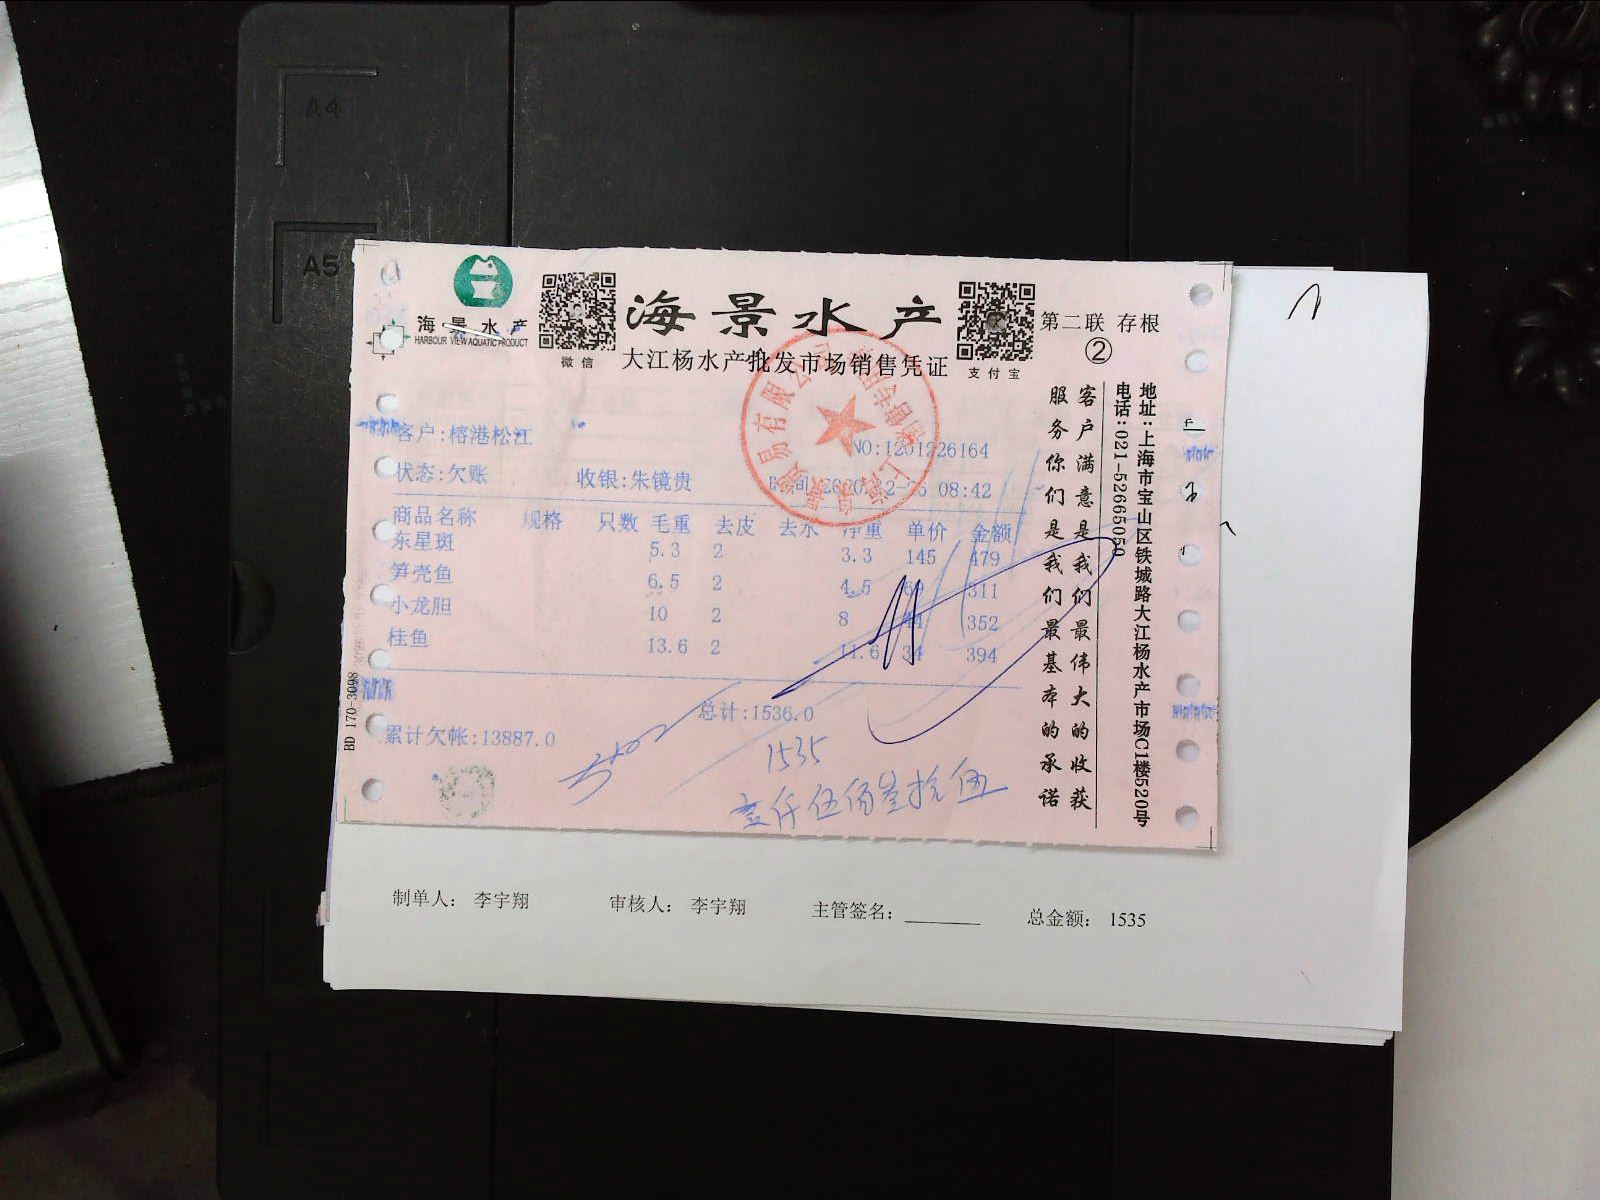 A4
A5
海景水产
HARBOUR VIEW AQUATIC PRODUCT
微信
海景水产
大江杨水产批发市场销售凭证
支付宝
第二联 存根
②
客户:榕港松江
NO:1201226164
状态:欠账
收银:朱镜贵
08:42
商品名称 规格 只数 毛重 去皮 去水 净重 单价 金额
东星斑 5.3 2 3.3 145 479
笋壳鱼 6.5 2 4.5 69 311
小龙胆 10 2 8 44 352
桂鱼 13.6 2 11.6 34 394
总计:1536.0
累计欠帐:13887.0
1535
壹仟伍佰叁拾伍
客户满意是我们最伟大的收获
服务你们是我们最基本的承诺
地址:上海市宝山区铁城路大江杨水产市场C1楼520号
电话:021-52665050
BD 170-3098
制单人: 李宇翔 审核人: 李宇翔 主管签名: 总金额: 1535